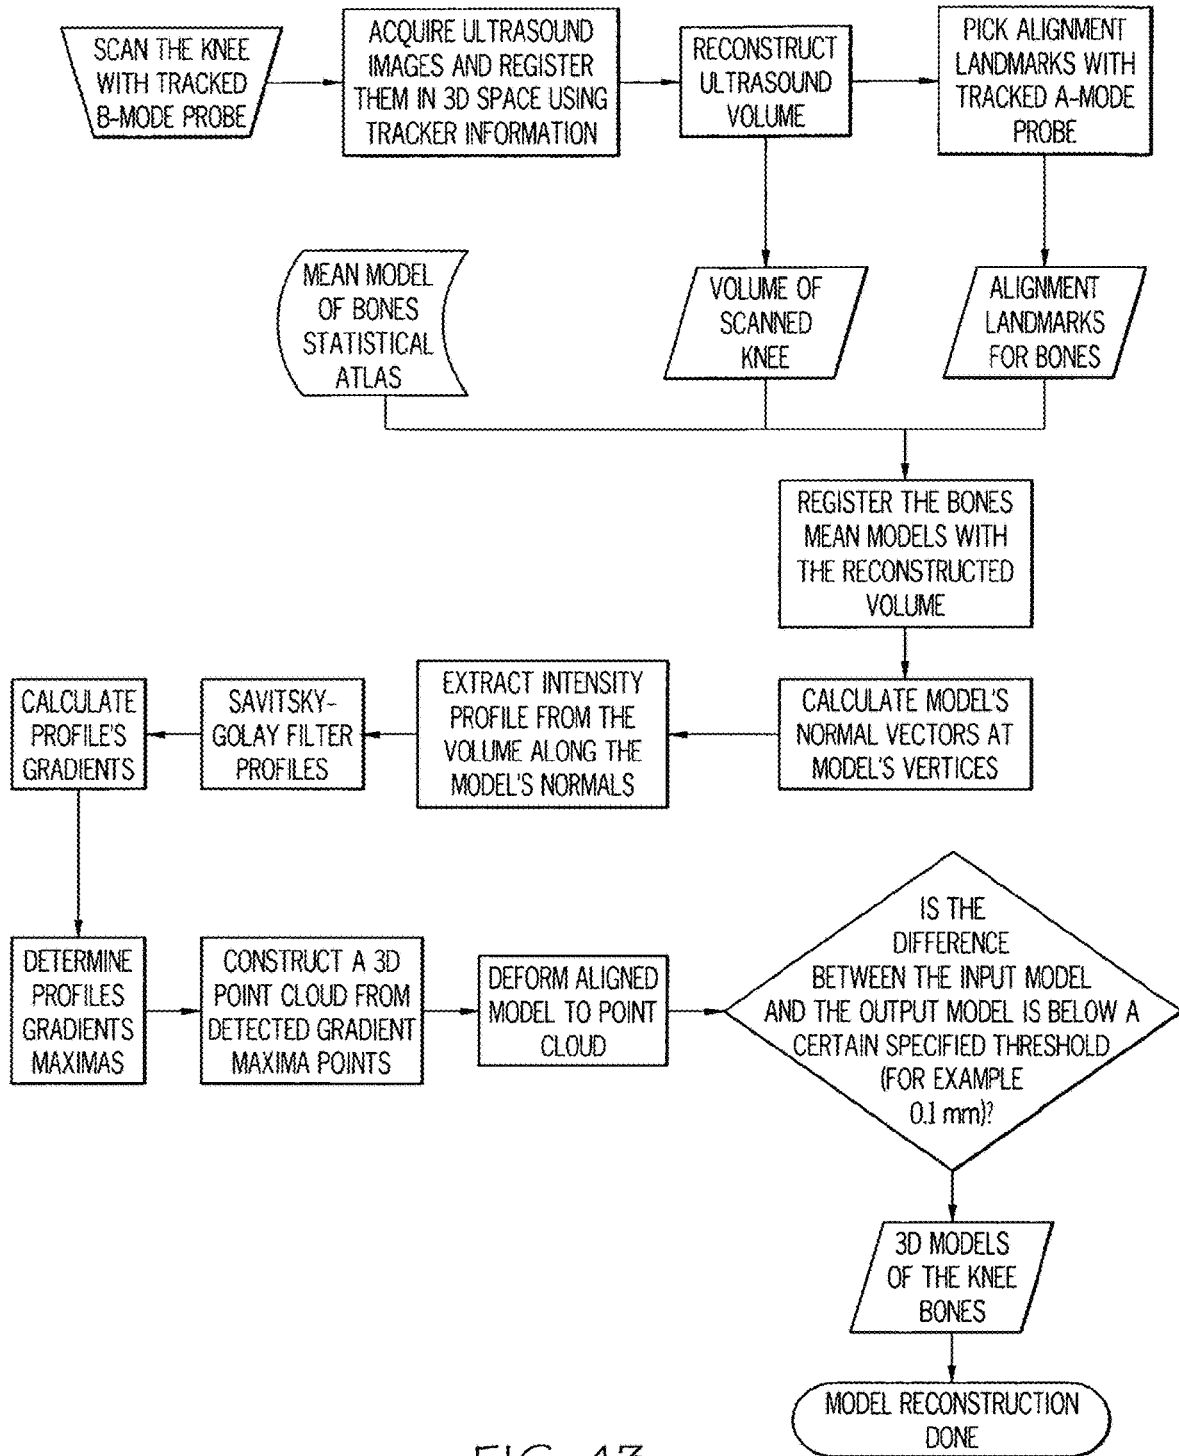 SCAN THE KNEE
WITH TRACKED
B-MODE PROBE
ACQUIRE ULTRASOUND
IMAGES AND REGISTER
THEM IN 3D SPACE USING
TRACKER INFORMATION
RECONSTRUCT
ULTRASOUND
VOLUME
PICK ALIGNMENT
LANDMARKS WITH
TRACKED A-MODE
PROBE
MEAN MODEL
OF BONES
STATISTICAL
ATLAS
VOLUME OF
SCANNED
KNEE
ALIGNMENT
LANDMARKS
FOR BONES
REGISTER THE BONES
MEAN MODELS WITH
THE RECONSTRUCTED
VOLUME
CALCULATE MODEL'S
NORMAL VECTORS AT
MODEL'S VERTICES
EXTRACT INTENSITY
PROFILE FROM THE
VOLUME ALONG THE
MODEL'S NORMALS
SAVITSKY-
GOLAY FILTER
PROFILES
CALCULATE
PROFILE'S
GRADIENTS
DETERMINE
PROFILES
GRADIENTS
MAXIMAS
CONSTRUCT A 3D
POINT CLOUD FROM
DETECTED GRADIENT
MAXIMA POINTS
DEFORM ALIGNED
MODEL TO POINT
CLOUD
IS THE
DIFFERENCE
BETWEEN THE INPUT MODEL
AND THE OUTPUT MODEL IS BELOW A
CERTAIN SPECIFIED THRESHOLD
(FOR EXAMPLE
0.1 mm)?
3D MODELS
OF THE KNEE
BONES
MODEL RECONSTRUCTION
DONE